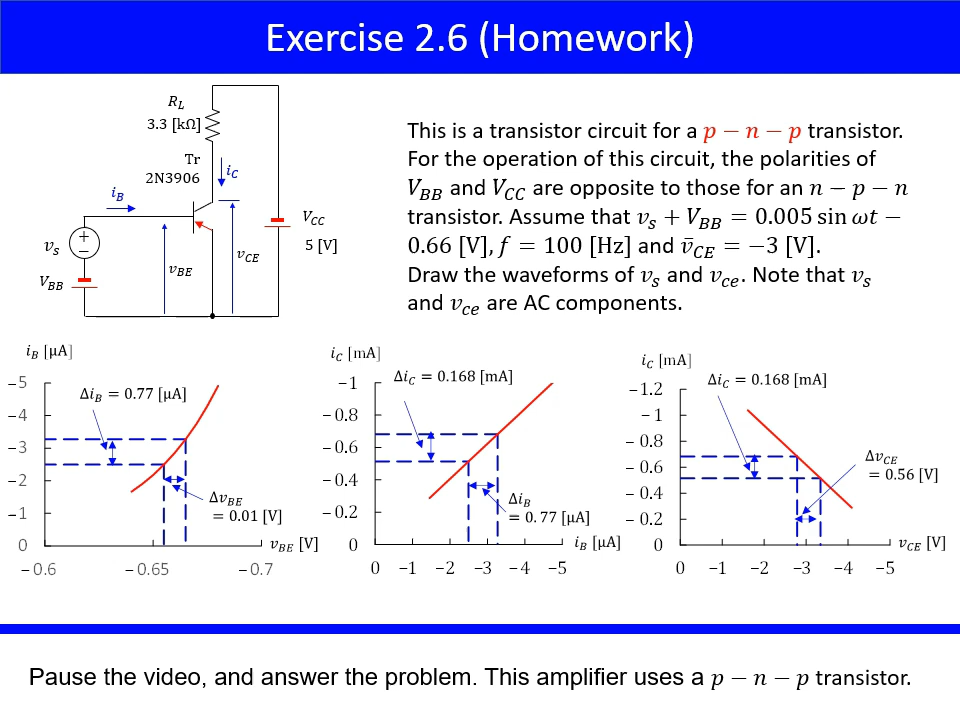 Exercise 2.6 (Homework)
R_L
3.3 [kΩ]
Tr
2N3906
i_C
i_B
V_CC
5 [V]
v_s
+
−
V_BB
v_BE
v_CE
This is a transistor circuit for a p − n − p transistor.
For the operation of this circuit, the polarities of
V_BB and V_CC are opposite to those for an n − p − n
transistor. Assume that v_s + V_BB = 0.005 sin ωt −
0.66 [V], f = 100 [Hz] and v̅_CE = −3 [V].
Draw the waveforms of v_s and v_ce. Note that v_s
and v_ce are AC components.
i_B [μA]
−5
−4
−3
−2
−1
0
Δi_B = 0.77 [μA]
Δv_BE
= 0.01 [V]
v_BE [V]
−0.6
−0.65
−0.7
i_C [mA]
−1
−0.8
−0.6
−0.4
−0.2
0
Δi_C = 0.168 [mA]
Δi_B
= 0.77 [μA]
i_B [μA]
0 −1 −2 −3 −4 −5
i_C [mA]
−1.2
−1
−0.8
−0.6
−0.4
−0.2
0
Δi_C = 0.168 [mA]
Δv_CE
= 0.56 [V]
v_CE [V]
0 −1 −2 −3 −4 −5
Pause the video, and answer the problem. This amplifier uses a p − n − p transistor.